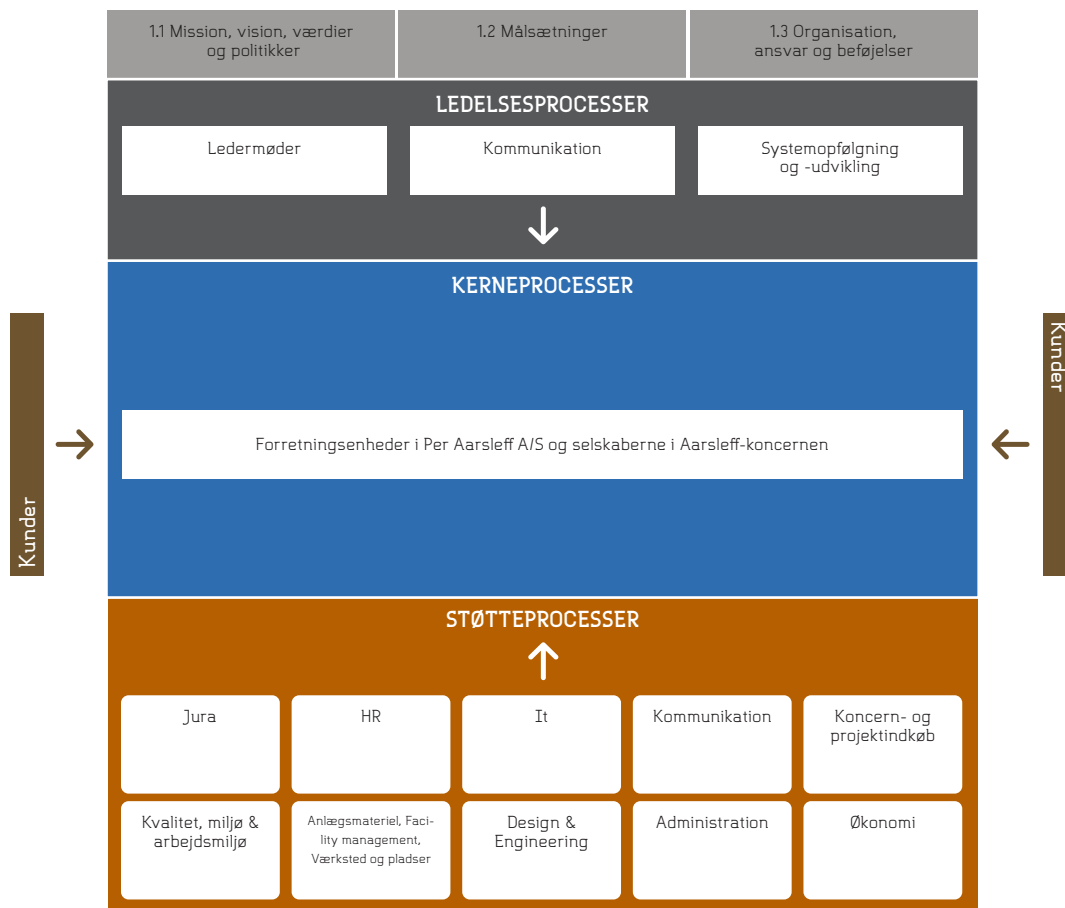 1.1 Mission, vision, værdier
og politikker
1.2 Målsætninger
1.3 Organisation,
ansvar og beføjelser
LEDELSESPROCESSER
Ledermøder
Kommunikation
Systemopfølgning
og -udvikling
KERNEPROCESSER
Kunder
Forretningsenheder i Per Aarsleff A/S og selskaberne i Aarsleff-koncernen
Kunder
STØTTEPROCESSER
Jura
HR
It
Kommunikation
Koncern- og
projektindkøb
Kvalitet, miljø &
arbejdsmiljø
Anlægsmateriel, Faci-
lity management,
Værksted og pladser
Design &
Engineering
Administration
Økonomi